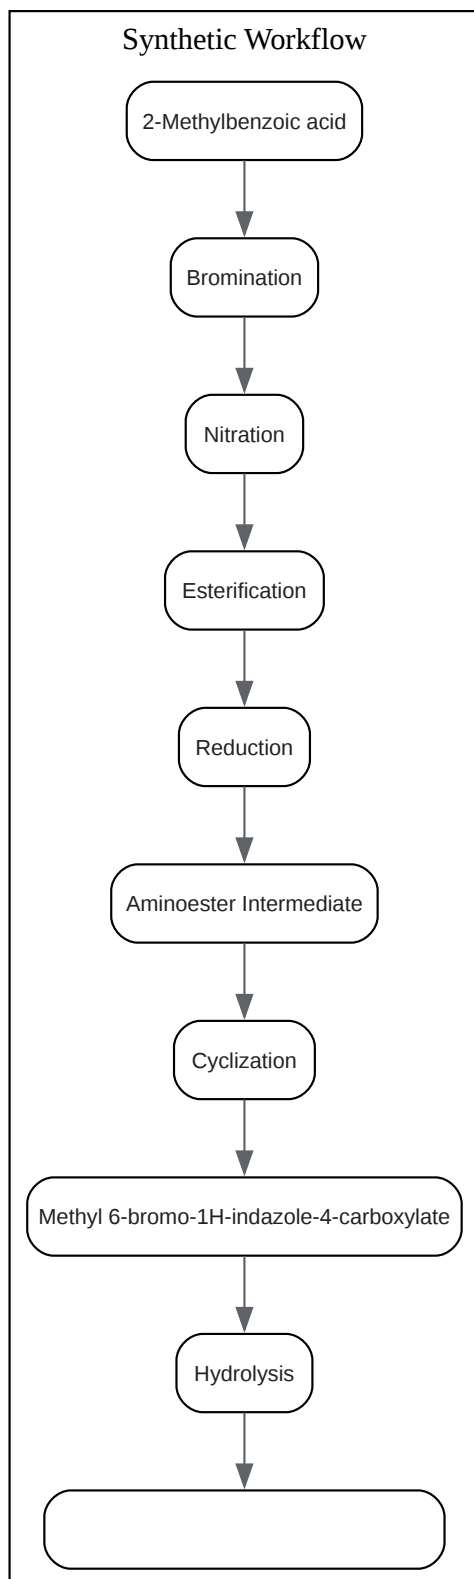 Synthetic Workflow
2-Methylbenzoic acid
Bromination
Nitration
Esterification
Reduction
Aminoester Intermediate
Cyclization
Methyl 6-bromo-1H-indazole-4-carboxylate
Hydrolysis